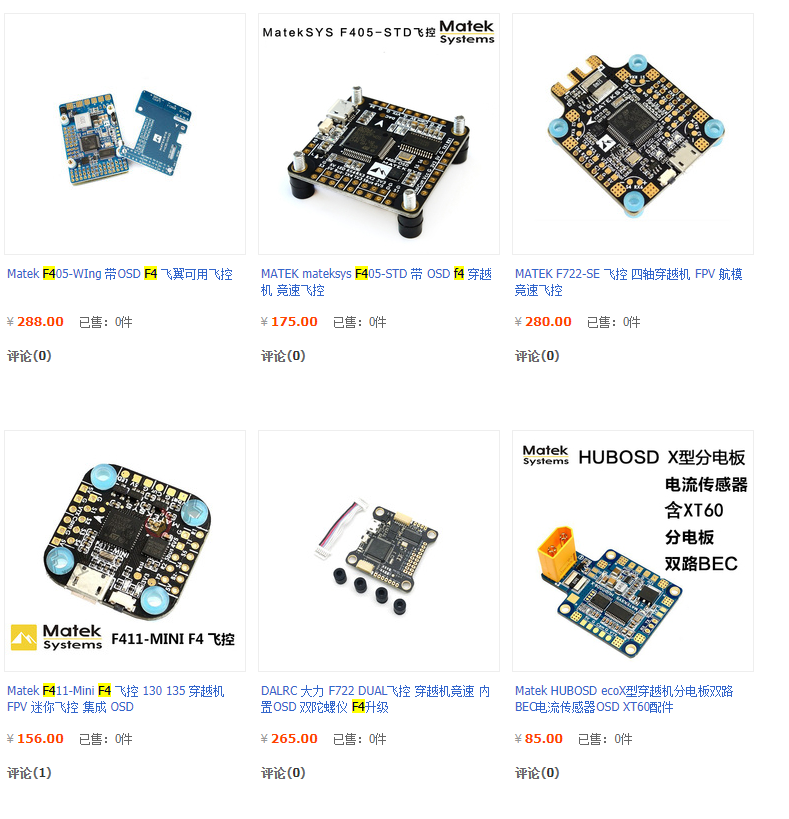 MatekSYS F405-STD飞控
Matek
Systems
Matek F405-WIng 带OSD F4 飞翼可用飞控
¥288.00 已售：0件
评论(0)
MATEK mateksys F405-STD 带 OSD f4 穿越
机 竞速飞控
¥175.00 已售：0件
评论(0)
MATEK F722-SE 飞控 四轴穿越机 FPV 航模
竞速飞控
¥280.00 已售：0件
评论(0)
F411-MINI
Matek
Systems
F411-MINI F4 飞控
Matek
Systems
HUBOSD X型分电板
电流传感器
含XT60
分电板
双路BEC
Matek F411-Mini F4 飞控 130 135 穿越机
FPV 迷你飞控 集成 OSD
¥156.00 已售：0件
评论(1)
DALRC 大力 F722 DUAL飞控 穿越机竞速 内
置OSD 双陀螺仪 F4升级
¥265.00 已售：0件
评论(0)
Matek HUBOSD ecoX型穿越机分电板双路
BEC电流传感器OSD XT60配件
¥85.00 已售：0件
评论(0)